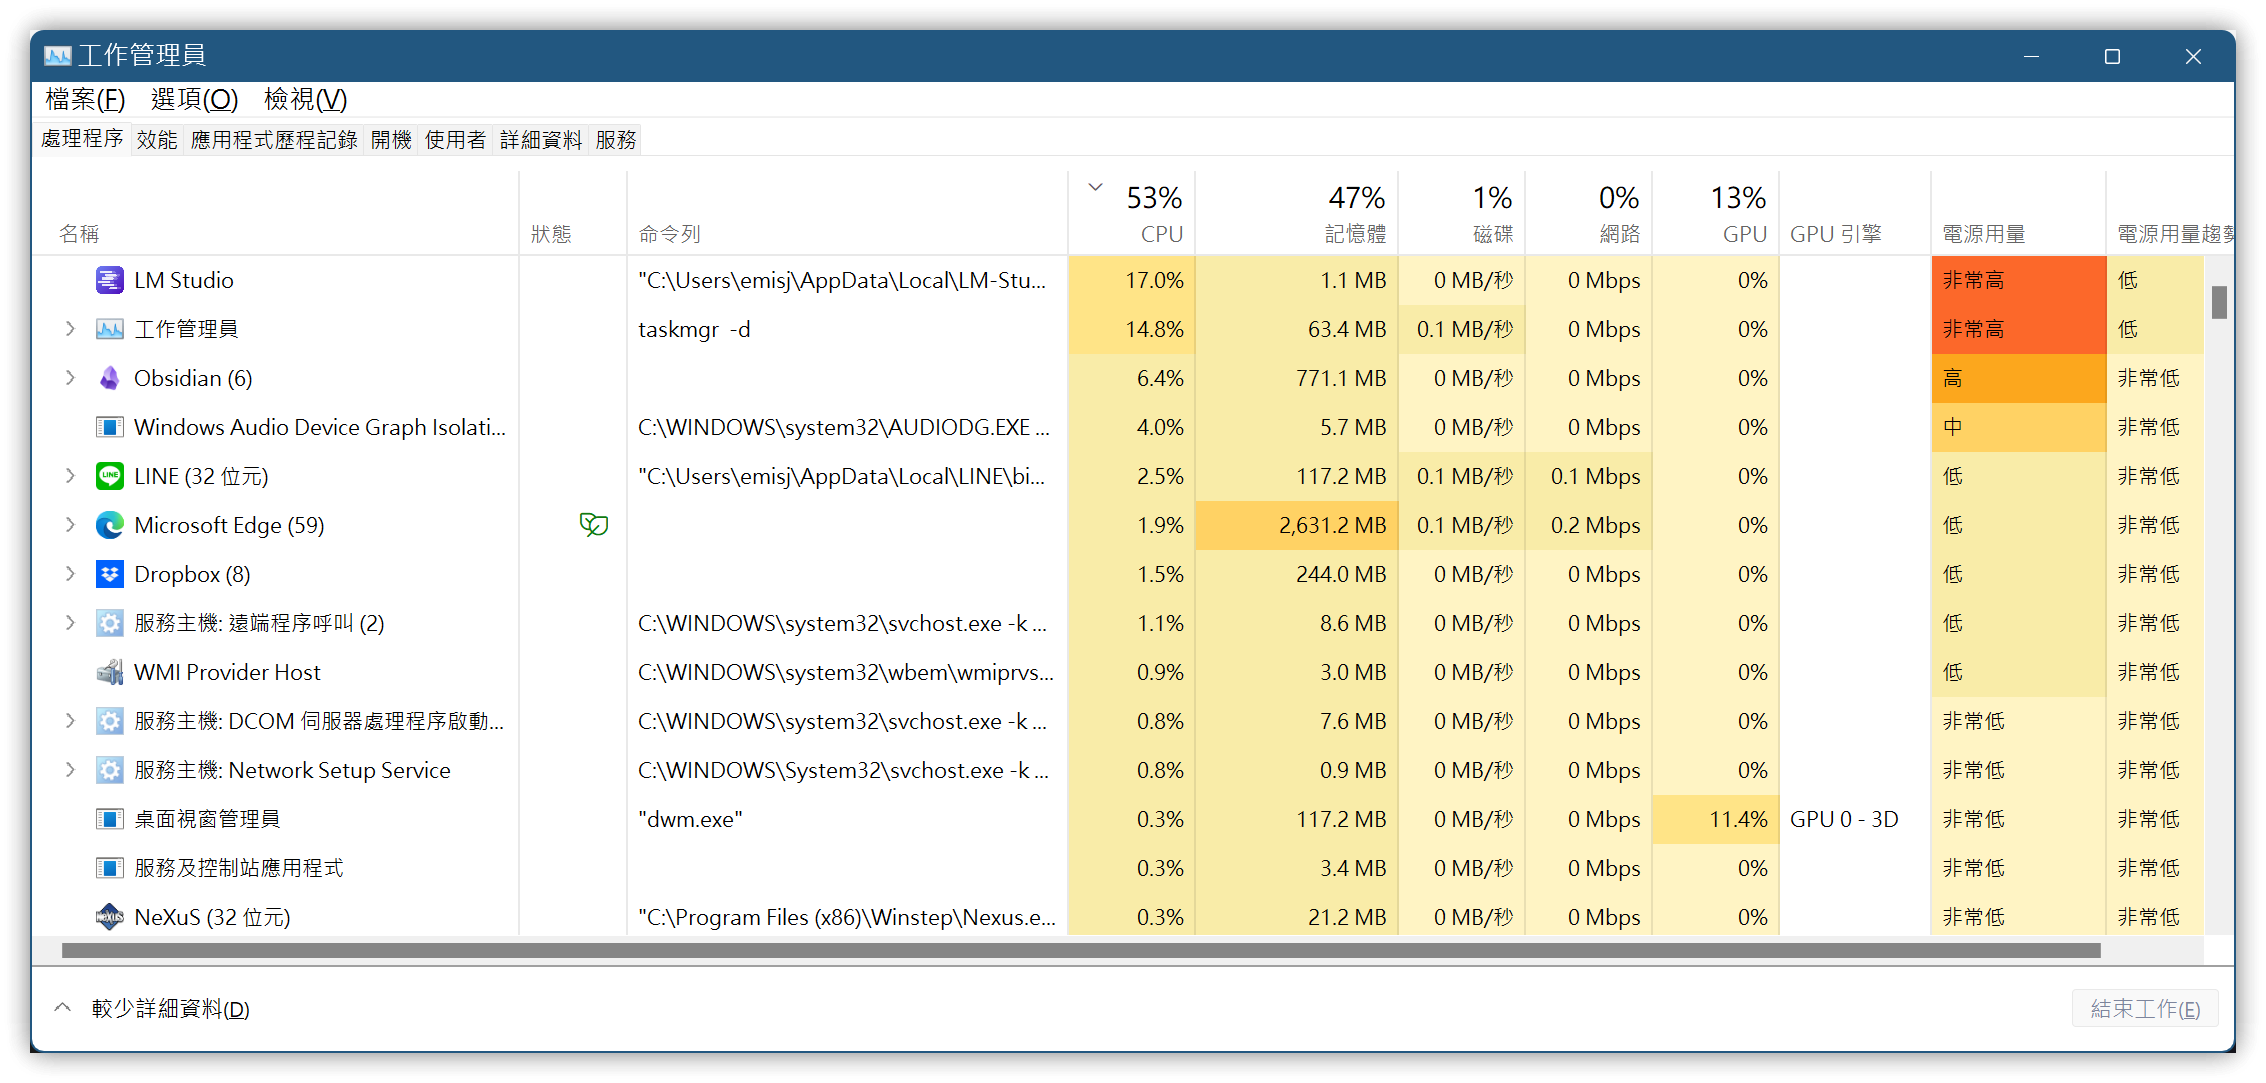 工作管理員
檔案(F) 選項(O) 檢視(V)
處理程序 效能 應用程式歷程記錄 開機 使用者 詳細資料 服務
53% 47% 1% 0% 13%
名稱 狀態 命令列 CPU 記憶體 磁碟 網路 GPU GPU 引擎 電源用量 電源用量趨勢
LM Studio "C:\Users\emisj\AppData\Local\LM-Stu... 17.0% 1.1 MB 0 MB/秒 0 Mbps 0% 非常高 低
工作管理員 taskmgr -d 14.8% 63.4 MB 0.1 MB/秒 0 Mbps 0% 非常高 低
Obsidian (6) 6.4% 771.1 MB 0 MB/秒 0 Mbps 0% 高 非常低
Windows Audio Device Graph Isolati... C:\WINDOWS\system32\AUDIODG.EXE ... 4.0% 5.7 MB 0 MB/秒 0 Mbps 0% 中 非常低
LINE (32 位元) "C:\Users\emisj\AppData\Local\LINE\bi... 2.5% 117.2 MB 0.1 MB/秒 0.1 Mbps 0% 低 非常低
Microsoft Edge (59) 1.9% 2,631.2 MB 0.1 MB/秒 0.2 Mbps 0% 低 非常低
Dropbox (8) 1.5% 244.0 MB 0 MB/秒 0 Mbps 0% 低 非常低
服務主機: 遠端程序呼叫 (2) C:\WINDOWS\system32\svchost.exe -k ... 1.1% 8.6 MB 0 MB/秒 0 Mbps 0% 低 非常低
WMI Provider Host C:\WINDOWS\system32\wbem\wmiprvs... 0.9% 3.0 MB 0 MB/秒 0 Mbps 0% 低 非常低
服務主機: DCOM 伺服器處理程序啟動... C:\WINDOWS\system32\svchost.exe -k ... 0.8% 7.6 MB 0 MB/秒 0 Mbps 0% 非常低 非常低
服務主機: Network Setup Service C:\WINDOWS\System32\svchost.exe -k ... 0.8% 0.9 MB 0 MB/秒 0 Mbps 0% 非常低 非常低
桌面視窗管理員 "dwm.exe" 0.3% 117.2 MB 0 MB/秒 0 Mbps 11.4% GPU 0 - 3D 非常低 非常低
服務及控制站應用程式 0.3% 3.4 MB 0 MB/秒 0 Mbps 0% 非常低 非常低
NeXuS (32 位元) "C:\Program Files (x86)\Winstep\Nexus.e... 0.3% 21.2 MB 0 MB/秒 0 Mbps 0% 非常低 非常低
較少詳細資料(D) 結束工作(E)